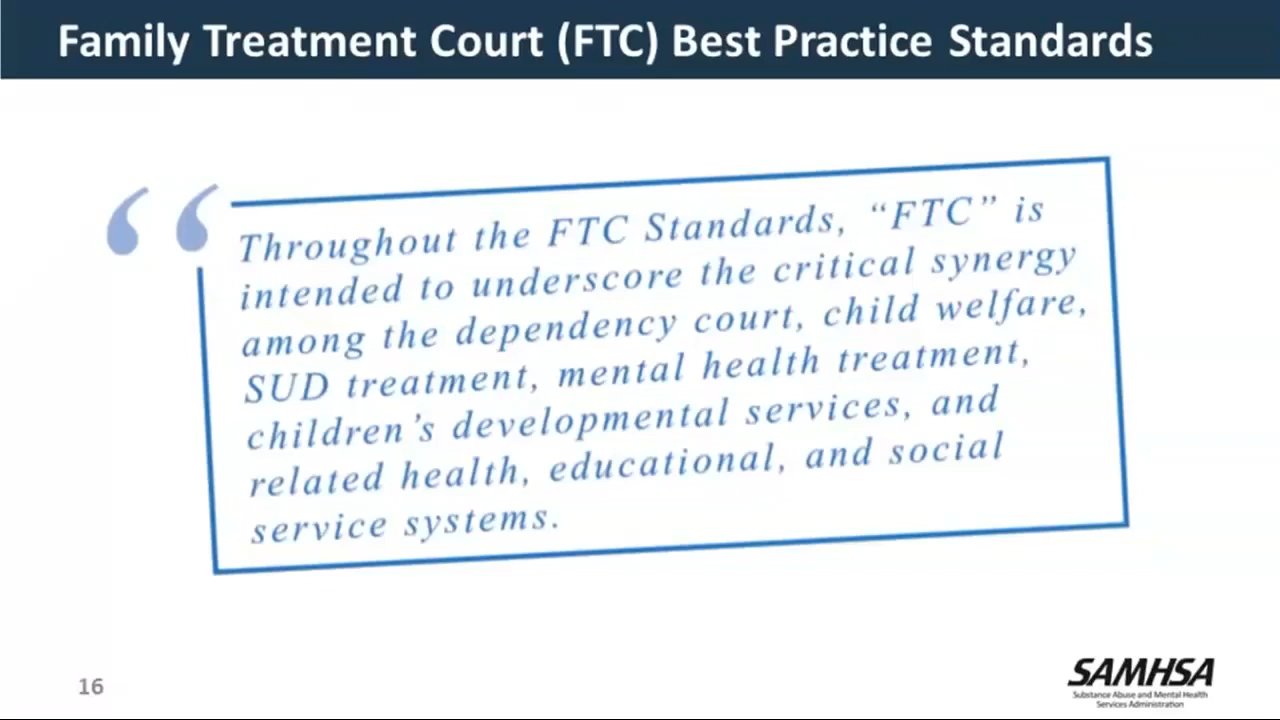 Family Treatment Court (FTC) Best Practice Standards
“
Throughout the FTC Standards, “FTC” is
intended to underscore the critical synergy
among the dependency court, child welfare,
SUD treatment, mental health treatment,
children’s developmental services, and
related health, educational, and social
service systems.
16
SAMHSA
Substance Abuse and Mental Health
Services Administration